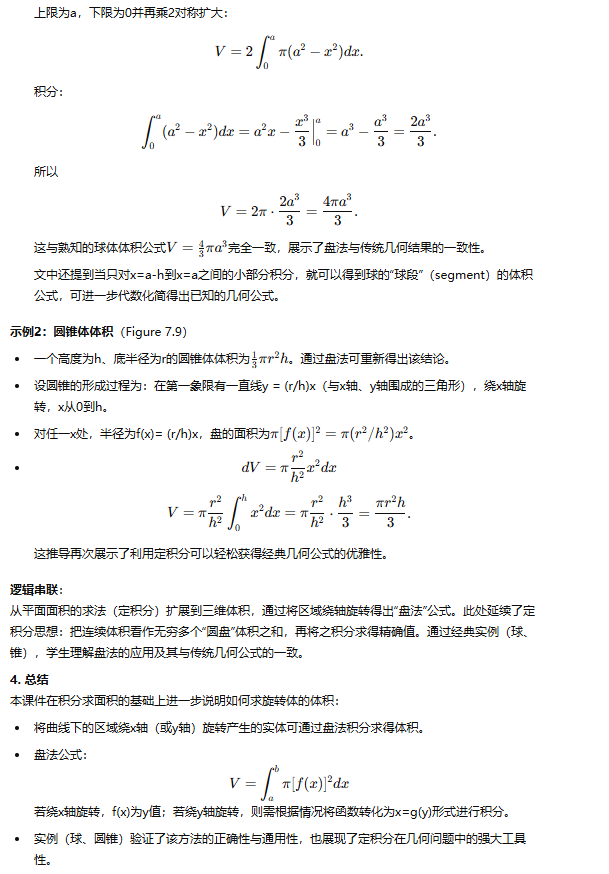 上限为a，下限为0并再乘2对称扩大：
V = 2∫₀ᵃ π(a² − x²)dx.
积分：
∫₀ᵃ (a² − x²)dx = a²x − x³/3 |₀ᵃ = a³ − a³/3 = 2a³/3.
所以
V = 2π · 2a³/3 = 4πa³/3.
这与熟知的球体体积公式V = 4/3 πa³完全一致，展示了盘法与传统几何结果的一致性。
文中还提到当只对x=a-h到x=a之间的小部分积分，就可以得到球的“球段”（segment）的体积
公式，可进一步代数化简得出已知的几何公式。
示例2：圆锥体体积（Figure 7.9）
• 一个高度为h、底半径为r的圆锥体体积为1/3 πr²h。通过盘法可重新得出该结论。
• 设圆锥的形成过程为：在第一象限有一直线y = (r/h)x（与x轴、y轴围成的三角形），绕x轴旋
转，x从0到h。
• 对任一x处，半径为f(x)= (r/h)x，盘的面积为π[f(x)]² = π(r²/h²)x²。
• dV = π r²/h² x²dx
V = π r²/h² ∫₀ʰ x²dx = π r²/h² · h³/3 = πr²h/3.
这推导再次展示了利用定积分可以轻松获得经典几何公式的优雅性。
逻辑串联：
从平面面积的求法（定积分）扩展到三维体积，通过将区域绕轴旋转得出“盘法”公式。此处延续了定
积分思想：把连续体积看作无穷多个“圆盘”体积之和，再将之积分求得精确值。通过经典实例（球、
锥），学生理解盘法的应用及其与传统几何公式的一致。
4. 总结
本课件在积分求面积的基础上进一步说明如何求旋转体的体积：
• 将曲线下的区域绕x轴（或y轴）旋转产生的实体可通过盘法积分求得体积。
• 盘法公式：
V = ∫ₐᵇ π[f(x)]²dx
若绕x轴旋转，f(x)为y值；若绕y轴旋转，则需根据情况将函数转化为x=g(y)形式进行积分。
• 实例（球、圆锥）验证了该方法的正确性与通用性，也展现了定积分在几何问题中的强大工具
性。